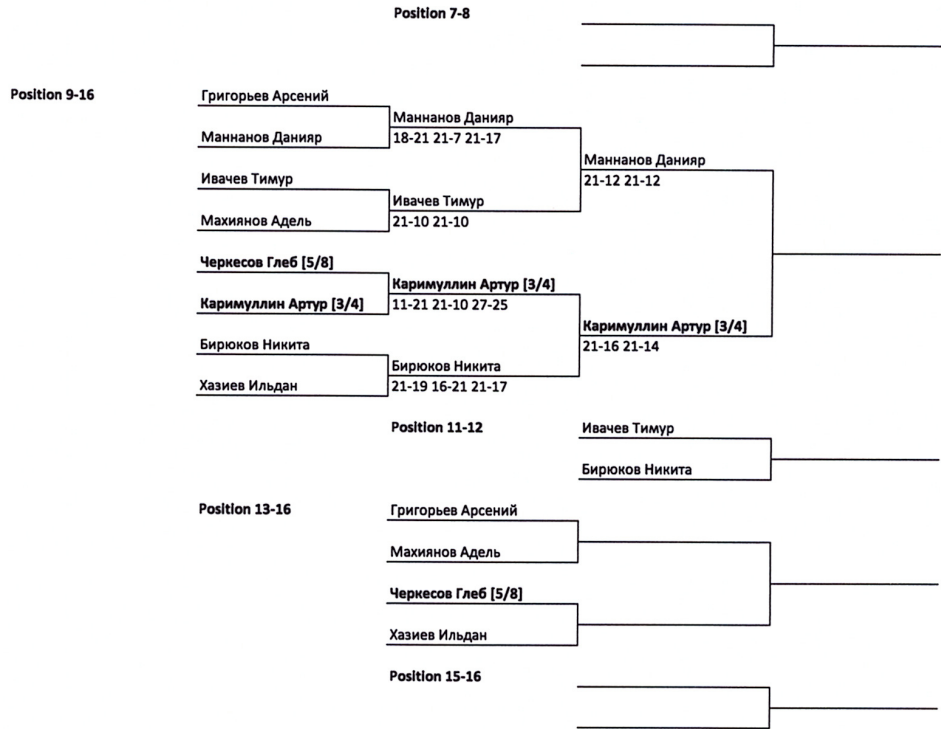 Position 7-8
Position 9-16
Григорьев Арсений
Маннанов Данияр
Маннанов Данияр
18-21 21-7 21-17
Маннанов Данияр
21-12 21-12
Ивачев Тимур
Ивачев Тимур
Махиянов Адель
21-10 21-10
Черкесов Глеб [5/8]
Каримуллин Артур [3/4]
Каримуллин Артур [3/4]
11-21 21-10 27-25
Каримуллин Артур [3/4]
21-16 21-14
Бирюков Никита
Бирюков Никита
Хазиев Ильдан
21-19 16-21 21-17
Position 11-12
Ивачев Тимур
Бирюков Никита
Position 13-16
Григорьев Арсений
Махиянов Адель
Черкесов Глеб [5/8]
Хазиев Ильдан
Position 15-16